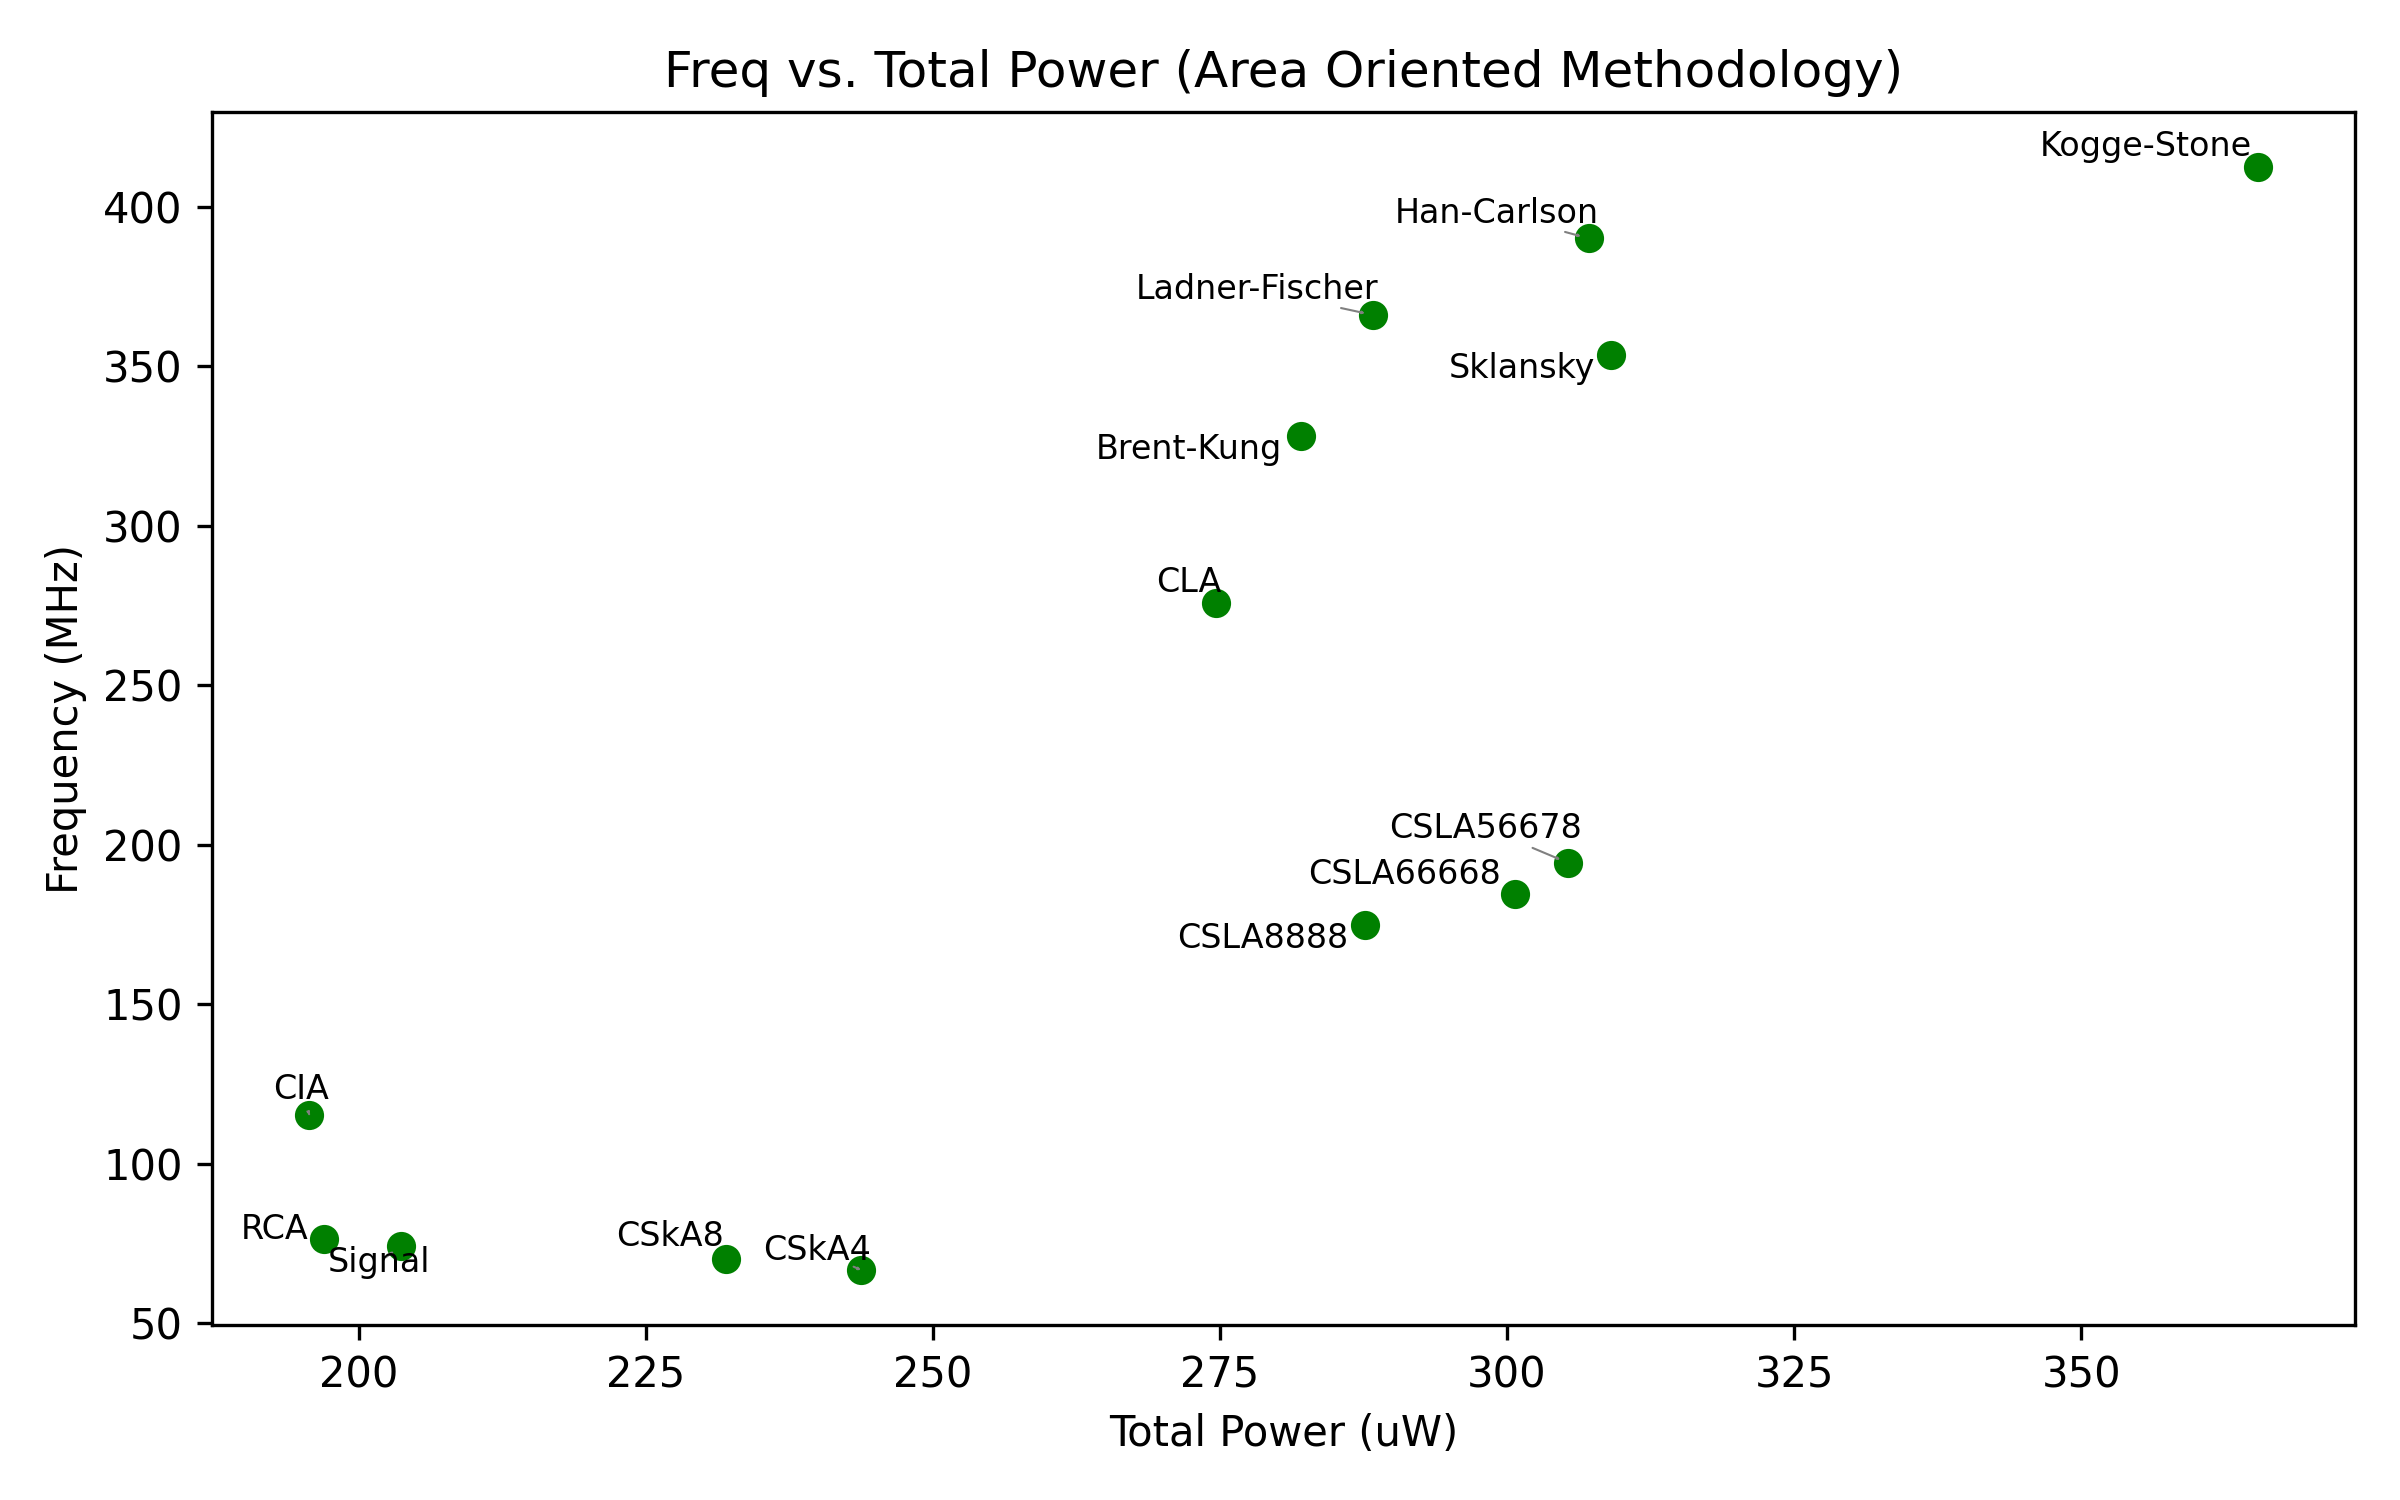 Freq vs. Total Power (Area Oriented Methodology)
Kogge-Stone
Han-Carlson
Ladner-Fischer
Sklansky
Brent-Kung
CLA
CSLA56678
CSLA66668
CSLA8888
CIA
RCA
Signal
CSkA8
CSkA4
Frequency (MHz)
400
350
300
250
200
150
100
50
200 225 250 275 300 325 350
Total Power (uW)